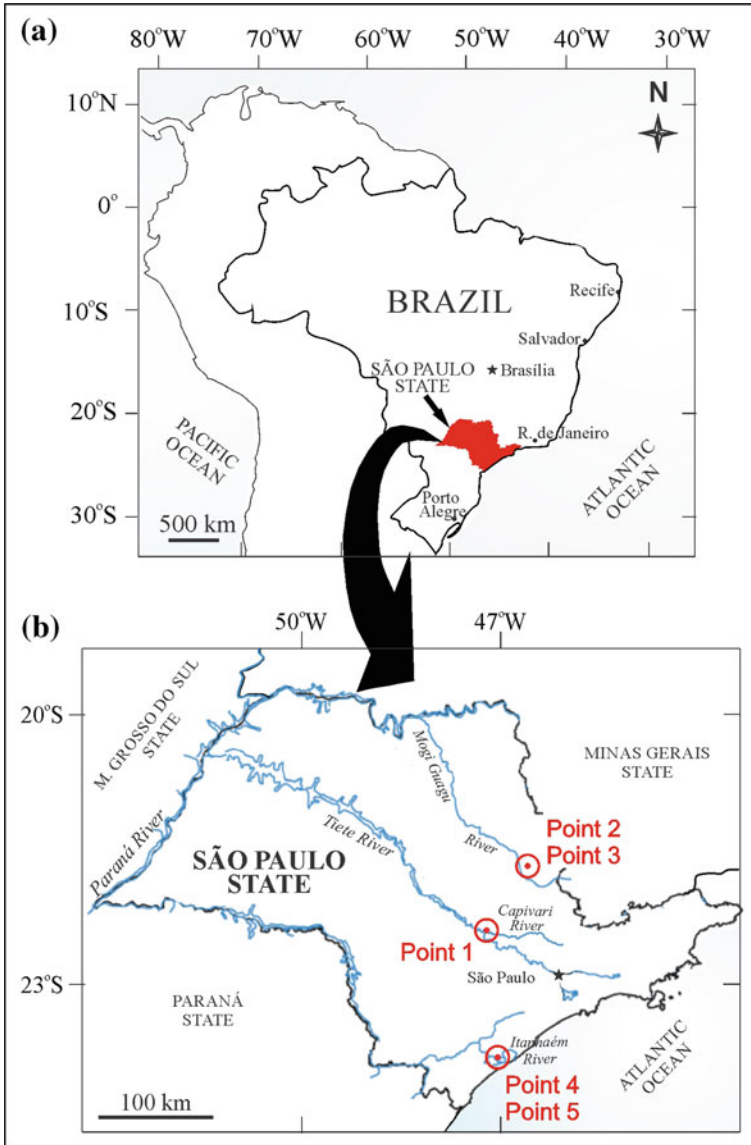 (a)
80°W
70°W
60°W
50°W
48°W
40°W
30°W
10°N
N
0°
BRAZIL
Recife
10°S
Salvador
SÃO PAULO
STATE
Brasília
20°S
R. de Janeiro
PACIFIC
OCEAN
ATLANTIC
OCEAN
Porto
Alegre
30°S
500 km
(b)
50°W
47°W
20°S
M. GROSSO DO SUL
STATE
MINAS GERAIS
STATE
Mogi Guagu
River
Point 2
Point 3
Paraná River
Tiete River
SÃO PAULO
STATE
Capivari
River
Point 1
São Paulo
23°S
PARANÁ
STATE
Itanhaém
River
ATLANTIC
OCEAN
Point 4
Point 5
100 km